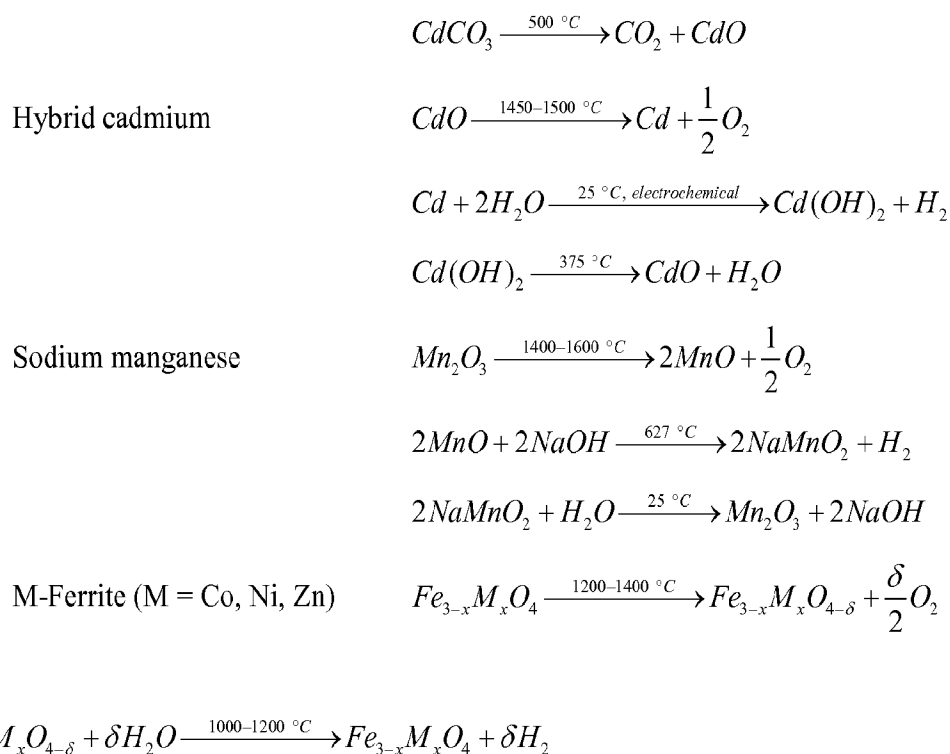 CdCO₃ —500 °C→ CO₂ + CdO
Hybrid cadmium CdO —1450–1500 °C→ Cd + 1/2 O₂
Cd + 2H₂O —25 °C, electrochemical→ Cd(OH)₂ + H₂
Cd(OH)₂ —375 °C→ CdO + H₂O
Sodium manganese Mn₂O₃ —1400–1600 °C→ 2MnO + 1/2 O₂
2MnO + 2NaOH —627 °C→ 2NaMnO₂ + H₂
2NaMnO₂ + H₂O —25 °C→ Mn₂O₃ + 2NaOH
M-Ferrite (M = Co, Ni, Zn) Fe₃₋ₓMₓO₄ —1200–1400 °C→ Fe₃₋ₓMₓO₄₋δ + δ/2 O₂
MₓO₄₋δ + δH₂O —1000–1200 °C→ Fe₃₋ₓMₓO₄ + δH₂